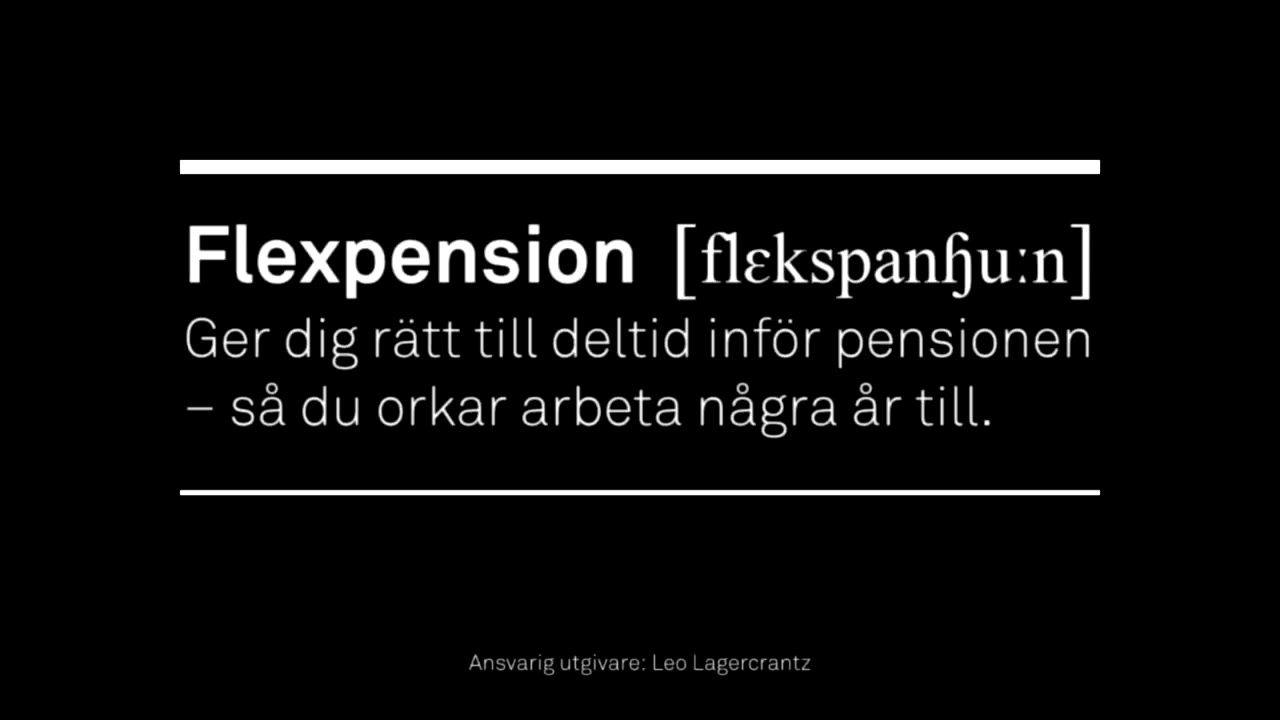 Flexpension [flɛkspanɧu:n]
Ger dig rätt till deltid inför pensionen
– så du orkar arbeta några år till.
Ansvarig utgivare: Leo Lagercrantz